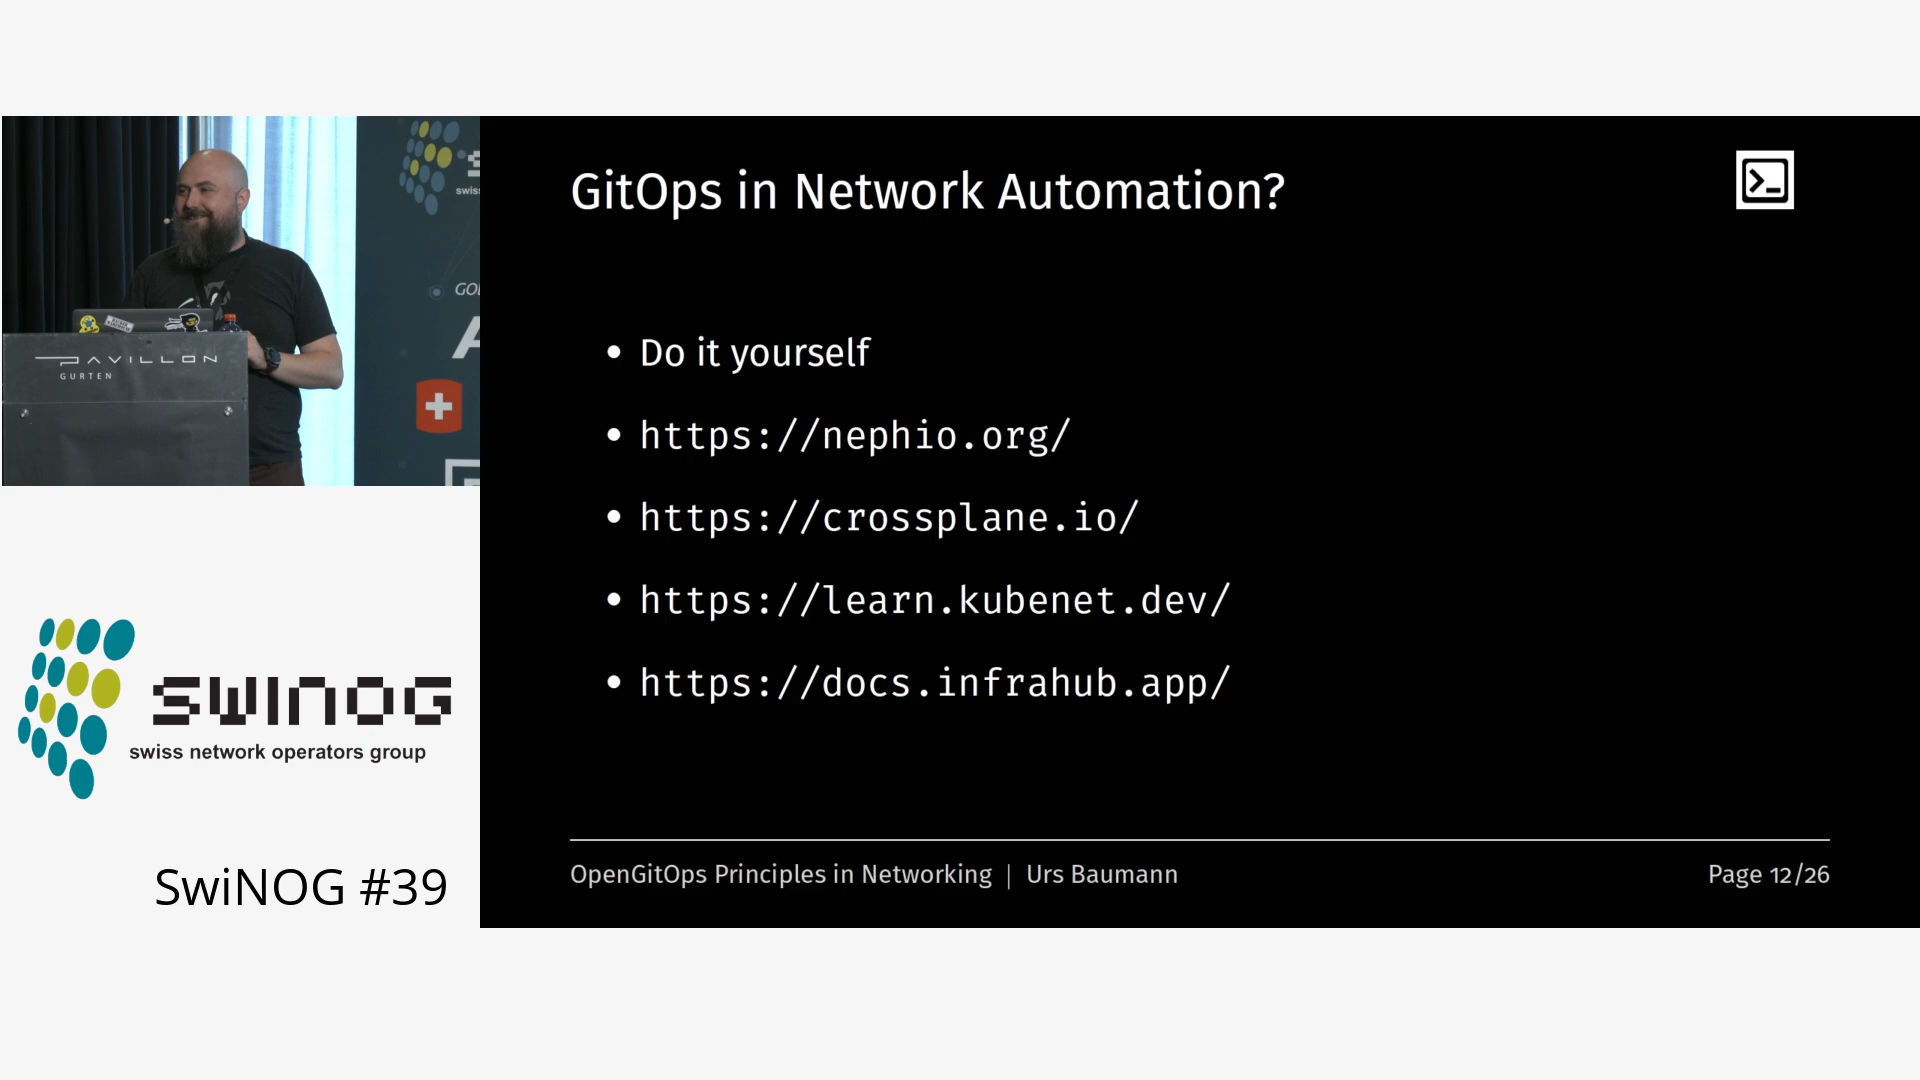 GitOps in Network Automation?
• Do it yourself
• https://nephio.org/
• https://crossplane.io/
• https://learn.kubenet.dev/
• https://docs.infrahub.app/
OpenGitOps Principles in Networking | Urs Baumann
Page 12/26
PAVILLON
GURTEN
swiss
GOL
swinog
swiss network operators group
SwiNOG #39